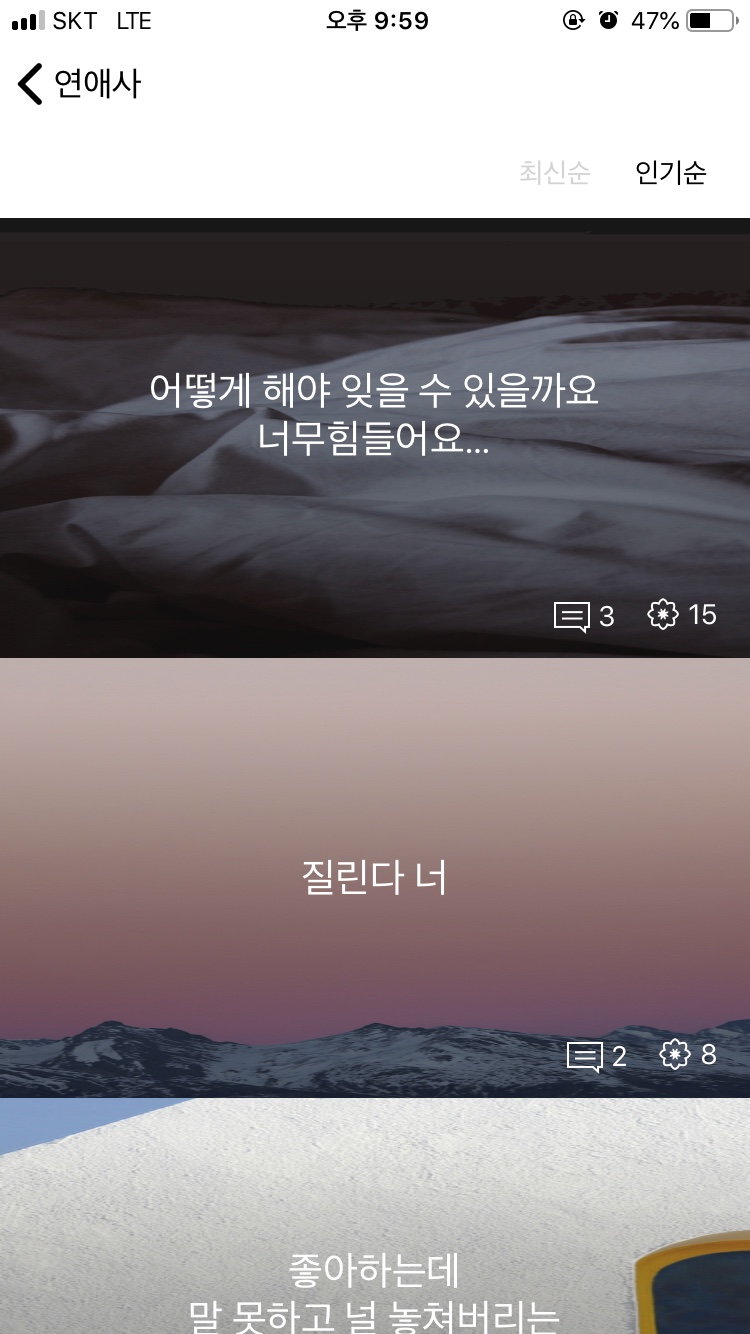 SKT LTE 오후 9:59 47%
연애사
최신순 인기순
어떻게 해야 잊을 수 있을까요
너무힘들어요...
3 15
질린다 너
2 8
좋아하는데
말 못하고 널 놓쳐버리는